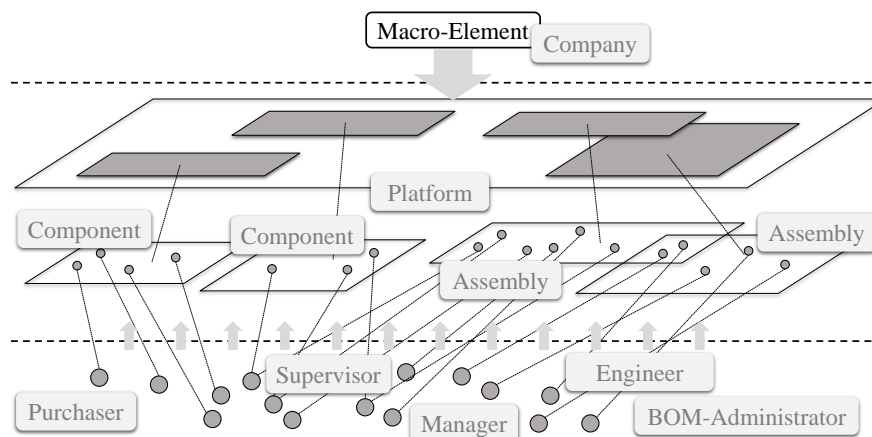 Macro-Element
Company
Platform
Component
Component
Assembly
Assembly
Supervisor
Engineer
Purchaser
Manager
BOM-Administrator